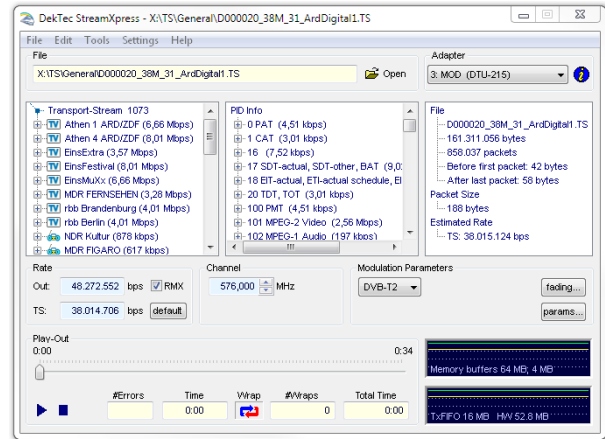 DekTec StreamXpress - X:\TS\General\D000020_38M_31_ArdDigital1.TS
File Edit Tools Settings Help
File
X:\TS\General\D000020_38M_31_ArdDigital1.TS
Open
Adapter
3: MOD (DTU-215)
Transport-Stream 1073
TV Athen 1 ARD/ZDF (6,66 Mbps)
TV Athen 4 ARD/ZDF (8,01 Mbps)
TV EinsExtra (3,57 Mbps)
TV EinsFestival (8,01 Mbps)
TV EinsMuXx (6,66 Mbps)
TV MDR FERNSEHEN (3,28 Mbps)
TV rbb Brandenburg (4,01 Mbps)
TV rbb Berlin (4,01 Mbps)
NDR Kultur (878 kbps)
MDR FIGARO (617 kbps)
PID Info
0 PAT (4,51 kbps)
1 CAT (3,01 kbps)
16 (7,52 kbps)
17 SDT-actual, SDT-other, BAT (9,0
18 EIT-actual, ETI-actual schedule, EI
20 TDT, TOT (3,01 kbps)
100 PMT (4,51 kbps)
101 MPEG-2 Video (2,56 Mbps)
102 MPEG-1 Audio (197 kbps)
File
D000020_38M_31_ArdDigital1.TS
161.311.056 bytes
858.037 packets
Before first packet: 42 bytes
After last packet: 58 bytes
Packet Size
188 bytes
Estimated Rate
TS: 38.015.124 bps
Rate
Out: 48.272.552 bps RMX
TS: 38.014.706 bps default
Channel
576,000 MHz
Modulation Parameters
DVB-T2
fading...
params...
Play-Out
0:00 0:34
#Errors Time Wrap #Wraps Total Time
0:00 0 0:00
Memory buffers 64 MB; 4 MB
TxFIFO 16 MB HW 52.8 MB